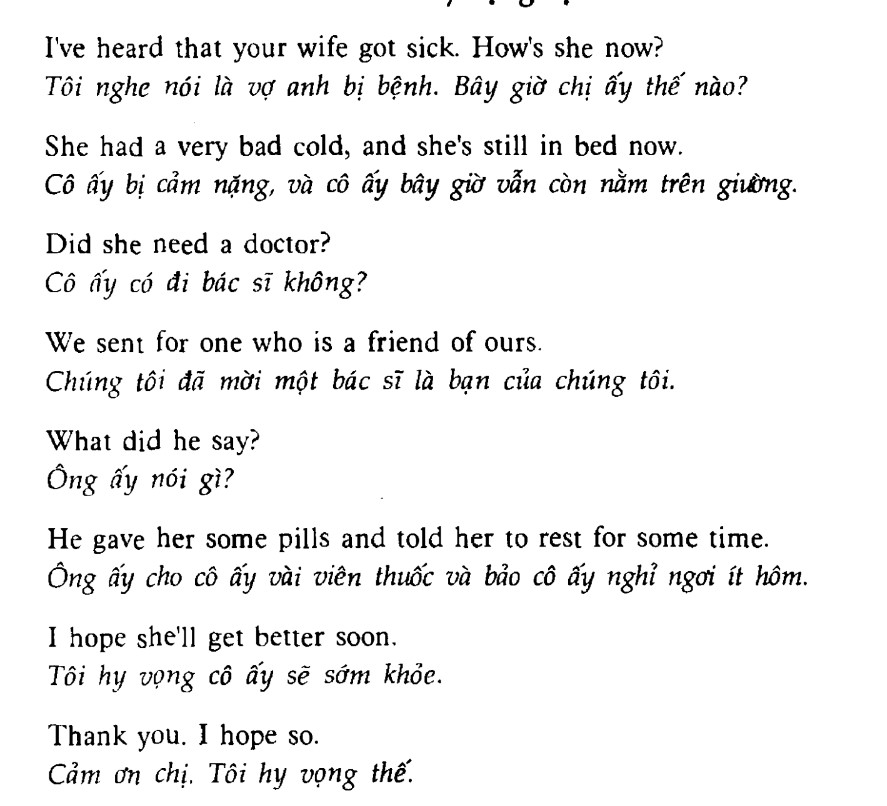 I've heard that your wife got sick. How's she now?
Tôi nghe nói là vợ anh bị bệnh. Bây giờ chị ấy thế nào?
She had a very bad cold, and she's still in bed now.
Cô ấy bị cảm nặng, và cô ấy bây giờ vẫn còn nằm trên giường.
Did she need a doctor?
Cô ấy có đi bác sĩ không?
We sent for one who is a friend of ours.
Chúng tôi đã mời một bác sĩ là bạn của chúng tôi.
What did he say?
Ông ấy nói gì?
He gave her some pills and told her to rest for some time.
Ông ấy cho cô ấy vài viên thuốc và bảo cô ấy nghỉ ngơi ít hôm.
I hope she'll get better soon.
Tôi hy vọng cô ấy sẽ sớm khỏe.
Thank you. I hope so.
Cảm ơn chị. Tôi hy vọng thế.